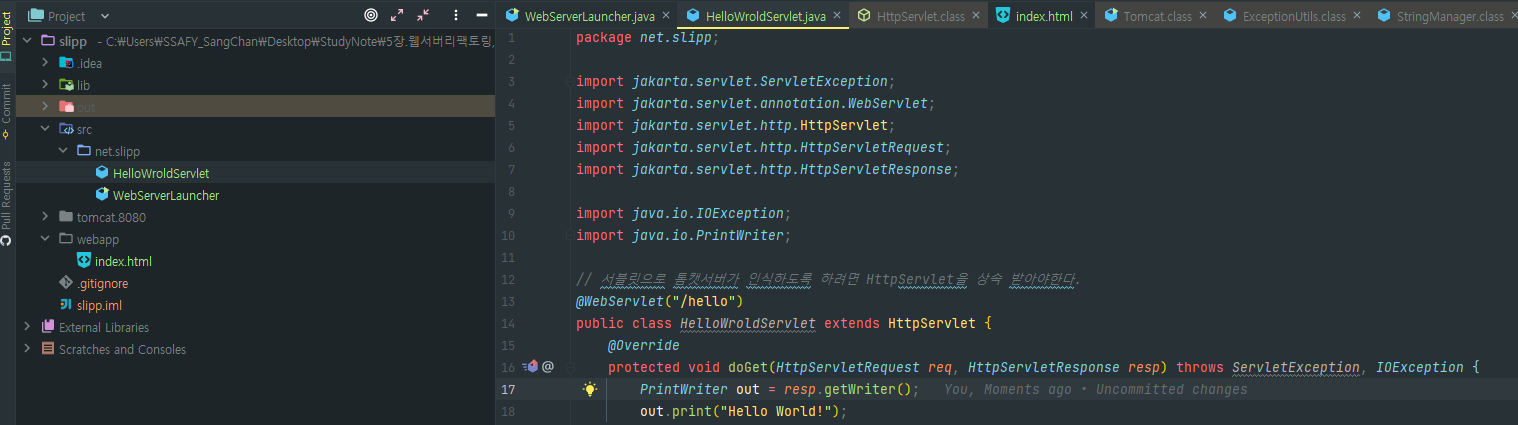 Project
WebServerLauncher.java
HelloWroldServlet.java
HttpServlet.class
index.html
Tomcat.class
ExceptionUtils.class
StringManager.class
Project
Commit
Pull Requests
slipp - C:￦Users￦SSAFY_SangChan￦Desktop￦StudyNote￦5장.웹서버리팩토링,
.idea
lib
out
src
net.slipp
HelloWroldServlet
WebServerLauncher
tomcat.8080
webapp
index.html
.gitignore
slipp.iml
External Libraries
Scratches and Consoles
1 package net.slipp;
2
3 import jakarta.servlet.ServletException;
4 import jakarta.servlet.annotation.WebServlet;
5 import jakarta.servlet.http.HttpServlet;
6 import jakarta.servlet.http.HttpServletRequest;
7 import jakarta.servlet.http.HttpServletResponse;
8
9 import java.io.IOException;
10 import java.io.PrintWriter;
11
12 // 서블릿으로 톰캣서버가 인식하도록 하려면 HttpServlet을 상속 받아야한다.
13 @WebServlet("/hello")
14 public class HelloWroldServlet extends HttpServlet {
15 @Override
16 @ protected void doGet(HttpServletRequest req, HttpServletResponse resp) throws ServletException, IOException {
17 PrintWriter out = resp.getWriter(); You, Moments ago • Uncommitted changes
18 out.print("Hello World!");